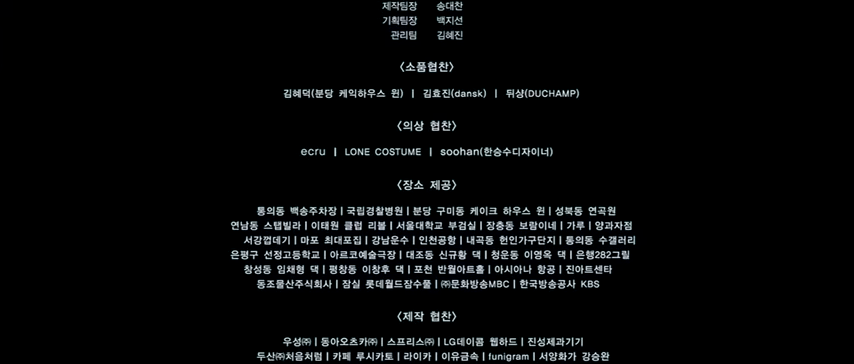 제작팀장 송대찬
기획팀장 백지선
관리팀 김혜진
<소품협찬>
김혜덕(분당 케익하우스 윈) | 김효진(dansk) | 뒤샹(DUCHAMP)
<의상 협찬>
ecru | LONE COSTUME | soohan(한승수디자이너)
<장소 제공>
통의동 백송주차장 | 국립경찰병원 | 분당 구미동 케이크 하우스 윈 | 성북동 연곡원
연남동 스탭빌라 | 이태원 클럽 리볼 | 서울대학교 부검실 | 장충동 보람이네 | 가루 | 양과자점
서강껍데기 | 마포 최대포집 | 강남운수 | 인천공항 | 내곡동 헌인가구단지 | 통의동 수갤러리
은평구 선정고등학교 | 아르코예술극장 | 대조동 신규황 댁 | 청운동 이영욱 댁 | 은행282그릴
창성동 임채형 댁 | 평창동 이창후 댁 | 포천 반월아트홀 | 아시아나 항공 | 진아트센타
동조물산주식회사 | 잠실 롯데월드잠수풀 | ㈜문화방송MBC | 한국방송공사 KBS
<제작 협찬>
우성㈜ | 동아오츠카㈜ | 스프리스㈜ | LG데이콤 웹하드 | 진성제과기기
두산㈜처음처럼 | 카페 루시카토 | 라이카 | 이유금속 | funigram | 서양화가 강승완